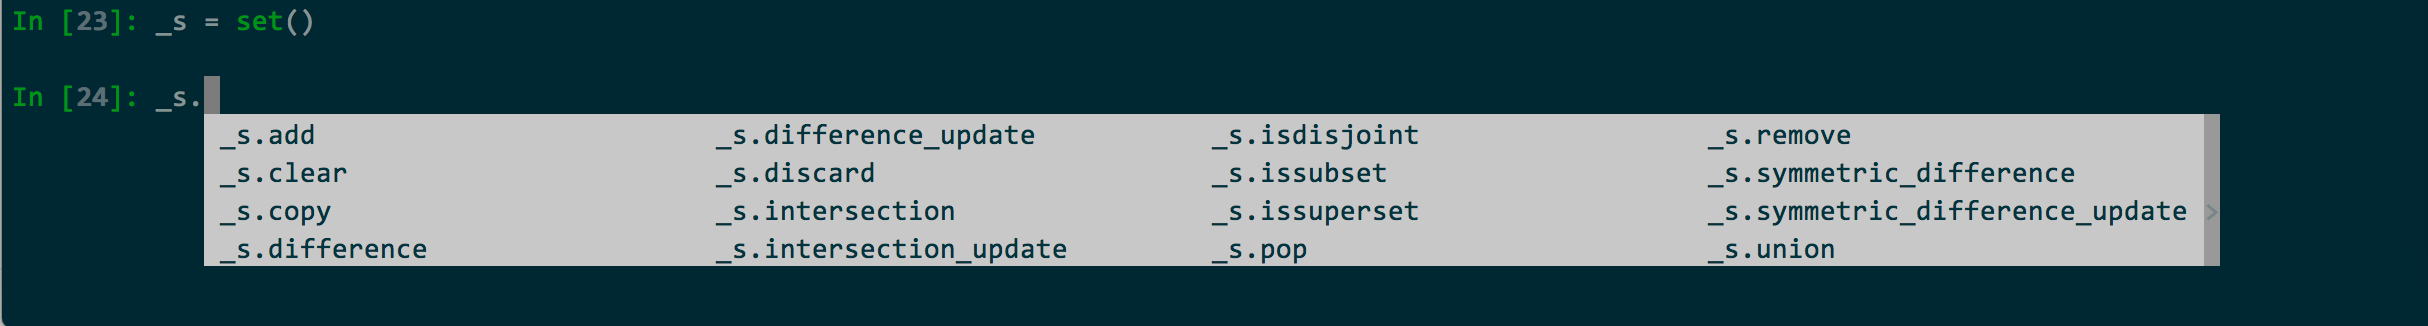 In [23]: _s = set()
In [24]: _s.
_s.add _s.difference_update _s.isdisjoint _s.remove
_s.clear _s.discard _s.issubset _s.symmetric_difference
_s.copy _s.intersection _s.issuperset _s.symmetric_difference_update >
_s.difference _s.intersection_update _s.pop _s.union